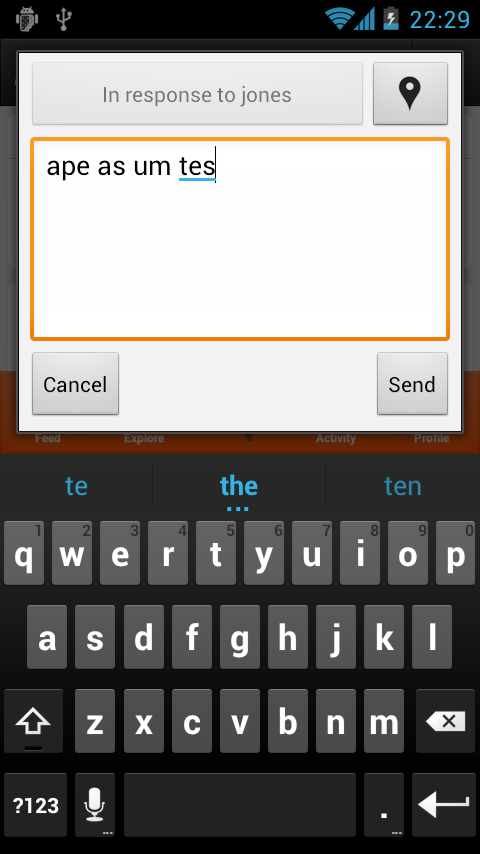 22:29
In response to jones
ape as um tes
Cancel Send
Feed Explore Activity Profile
te the ten
1 2 3 4 5 6 7 8 9 0
q w e r t y u i o p
a s d f g h j k l
z x c v b n m
?123 .